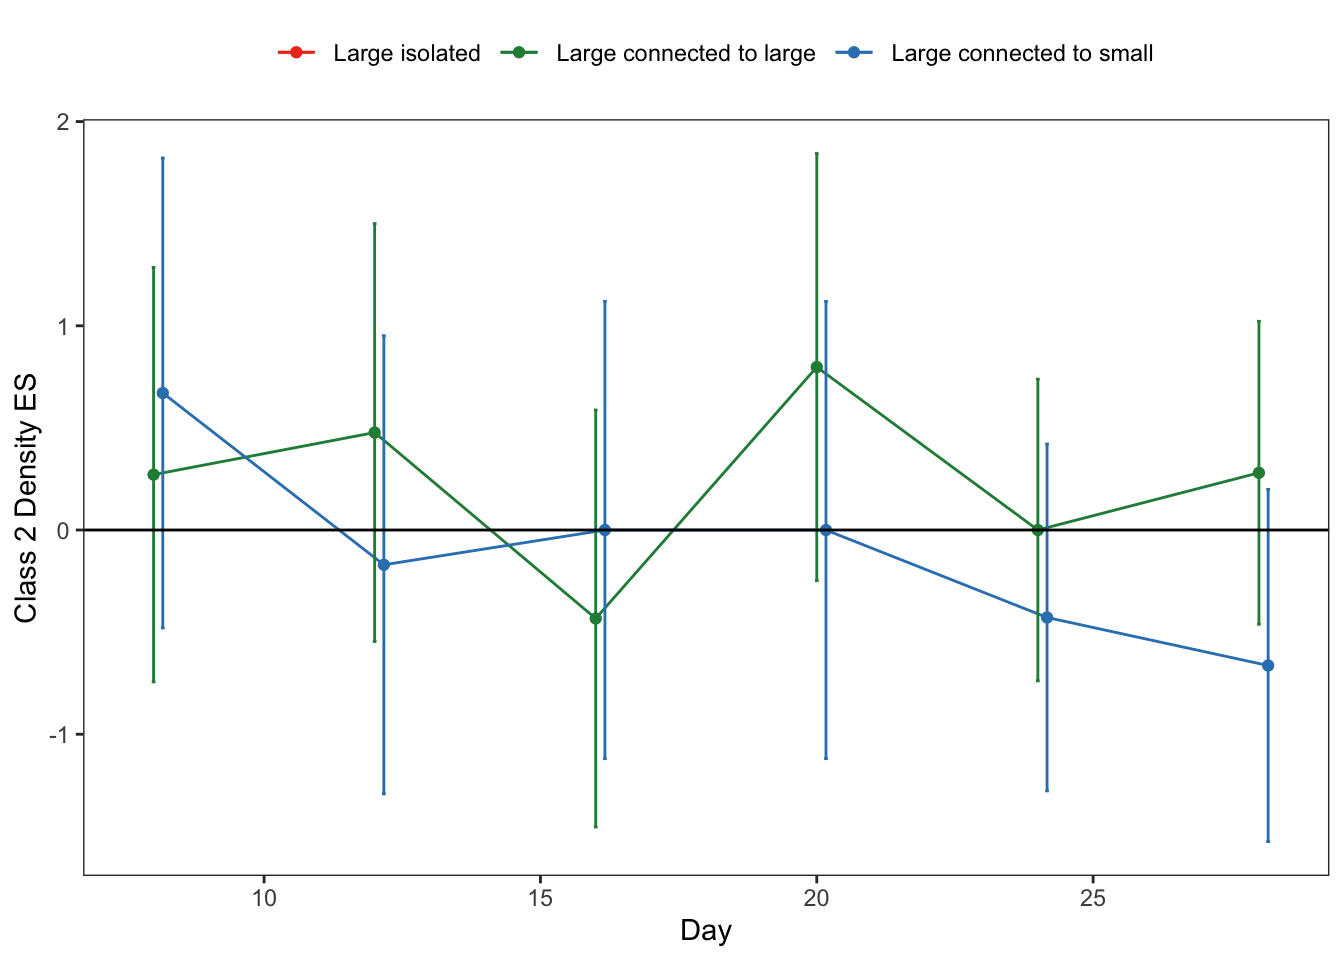 Large isolated Large connected to large Large connected to small
2
1
0
-1
Class 2 Density ES
10 15 20 25
Day